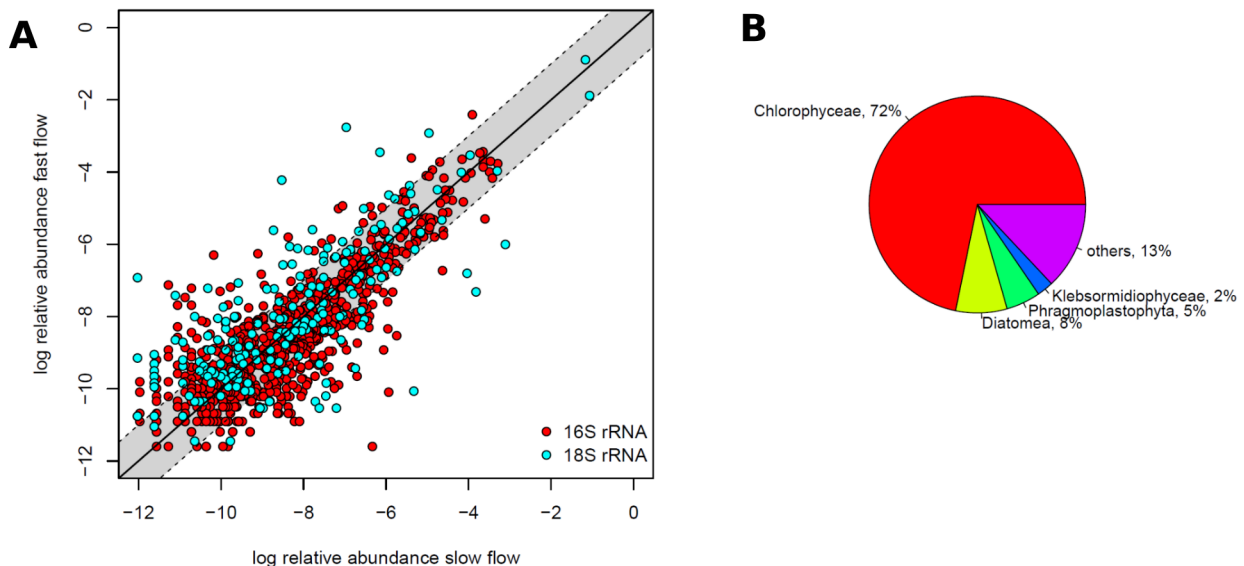 A
B
log relative abundance fast flow
0
−2
−4
−6
−8
−10
−12
16S rRNA
18S rRNA
−12 −10 −8 −6 −4 −2 0
log relative abundance slow flow
Chlorophyceae, 72%
others, 13%
Klebsormidiophyceae, 2%
Phragmoplastophyta, 5%
Diatomea, 8%